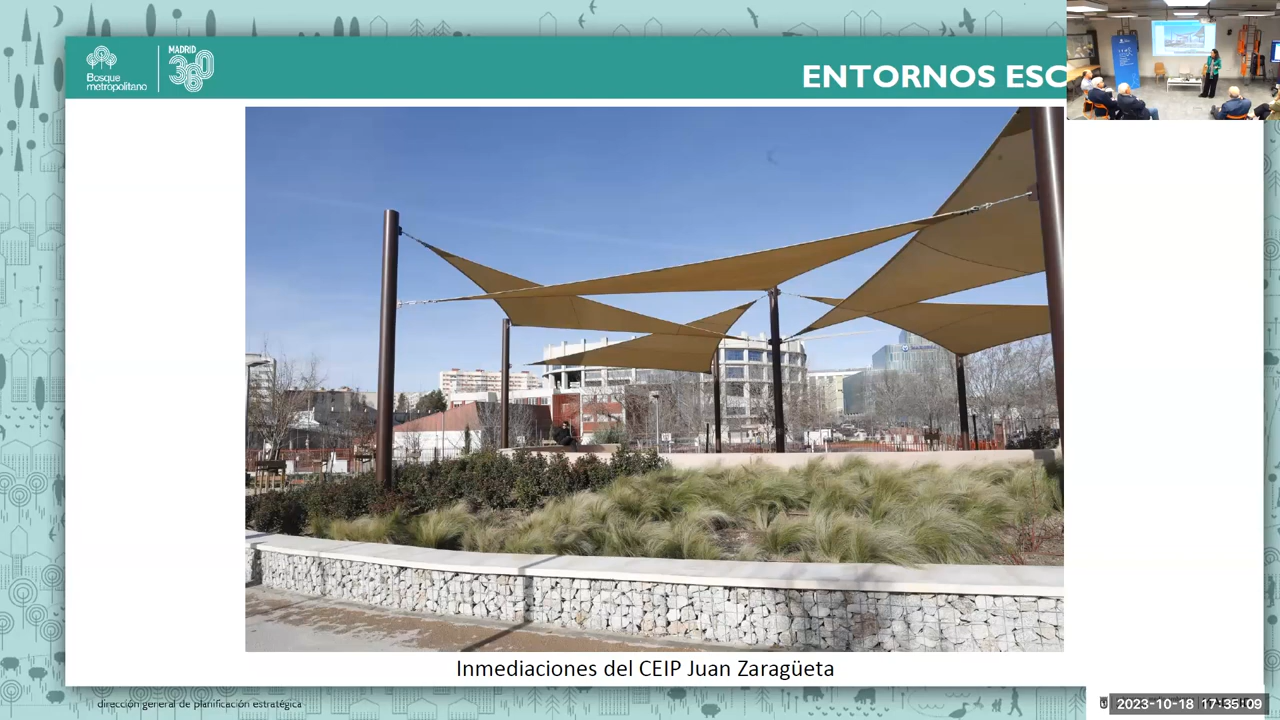 Bosque
metropolitano
MADRID
360
ENTORNOS ESC
Inmediaciones del CEIP Juan Zaragüeta
dirección general de planificación estratégica
2023-10-18 17:35:09